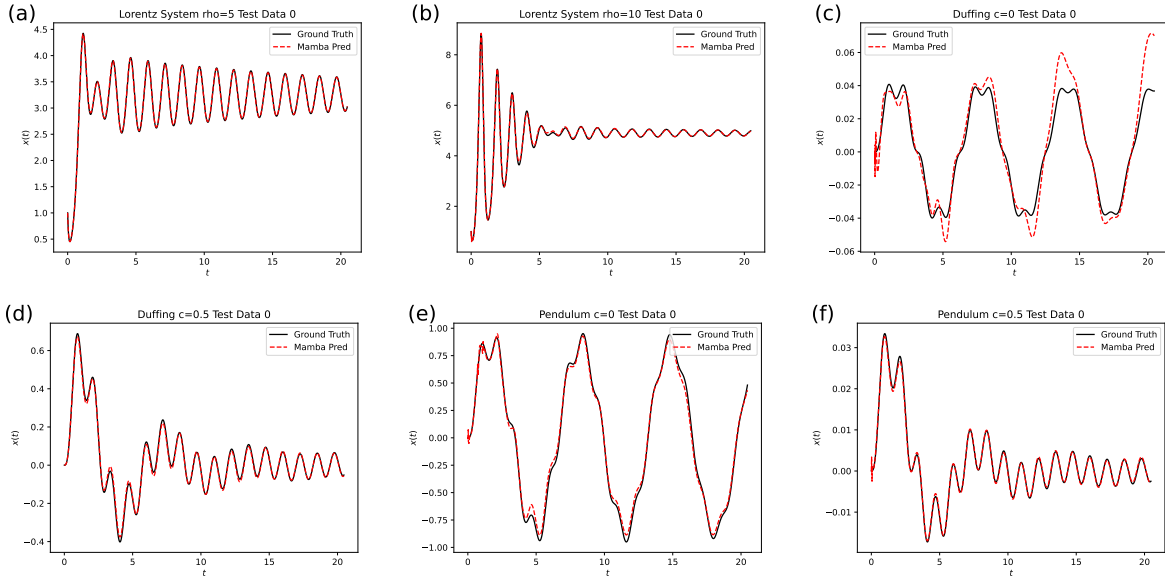 (a)
Lorentz System rho=5 Test Data 0
Ground Truth
Mamba Pred
4.5
4.0
3.5
3.0
2.5
2.0
1.5
1.0
0.5
x(t)
0
5
10
15
20
t
(b)
Lorentz System rho=10 Test Data 0
Ground Truth
Mamba Pred
8
6
4
2
x(t)
0
5
10
15
20
t
(c)
Duffing c=0 Test Data 0
Ground Truth
Mamba Pred
0.06
0.04
0.02
0.00
−0.02
−0.04
−0.06
x(t)
0
5
10
15
20
t
(d)
Duffing c=0.5 Test Data 0
Ground Truth
Mamba Pred
0.6
0.4
0.2
0.0
−0.2
−0.4
x(t)
0
5
10
15
20
t
(e)
Pendulum c=0 Test Data 0
Ground Truth
Mamba Pred
1.00
0.75
0.50
0.25
0.00
−0.25
−0.50
−0.75
−1.00
x(t)
0
5
10
15
20
t
(f)
Pendulum c=0.5 Test Data 0
Ground Truth
Mamba Pred
0.03
0.02
0.01
0.00
−0.01
x(t)
0
5
10
15
20
t